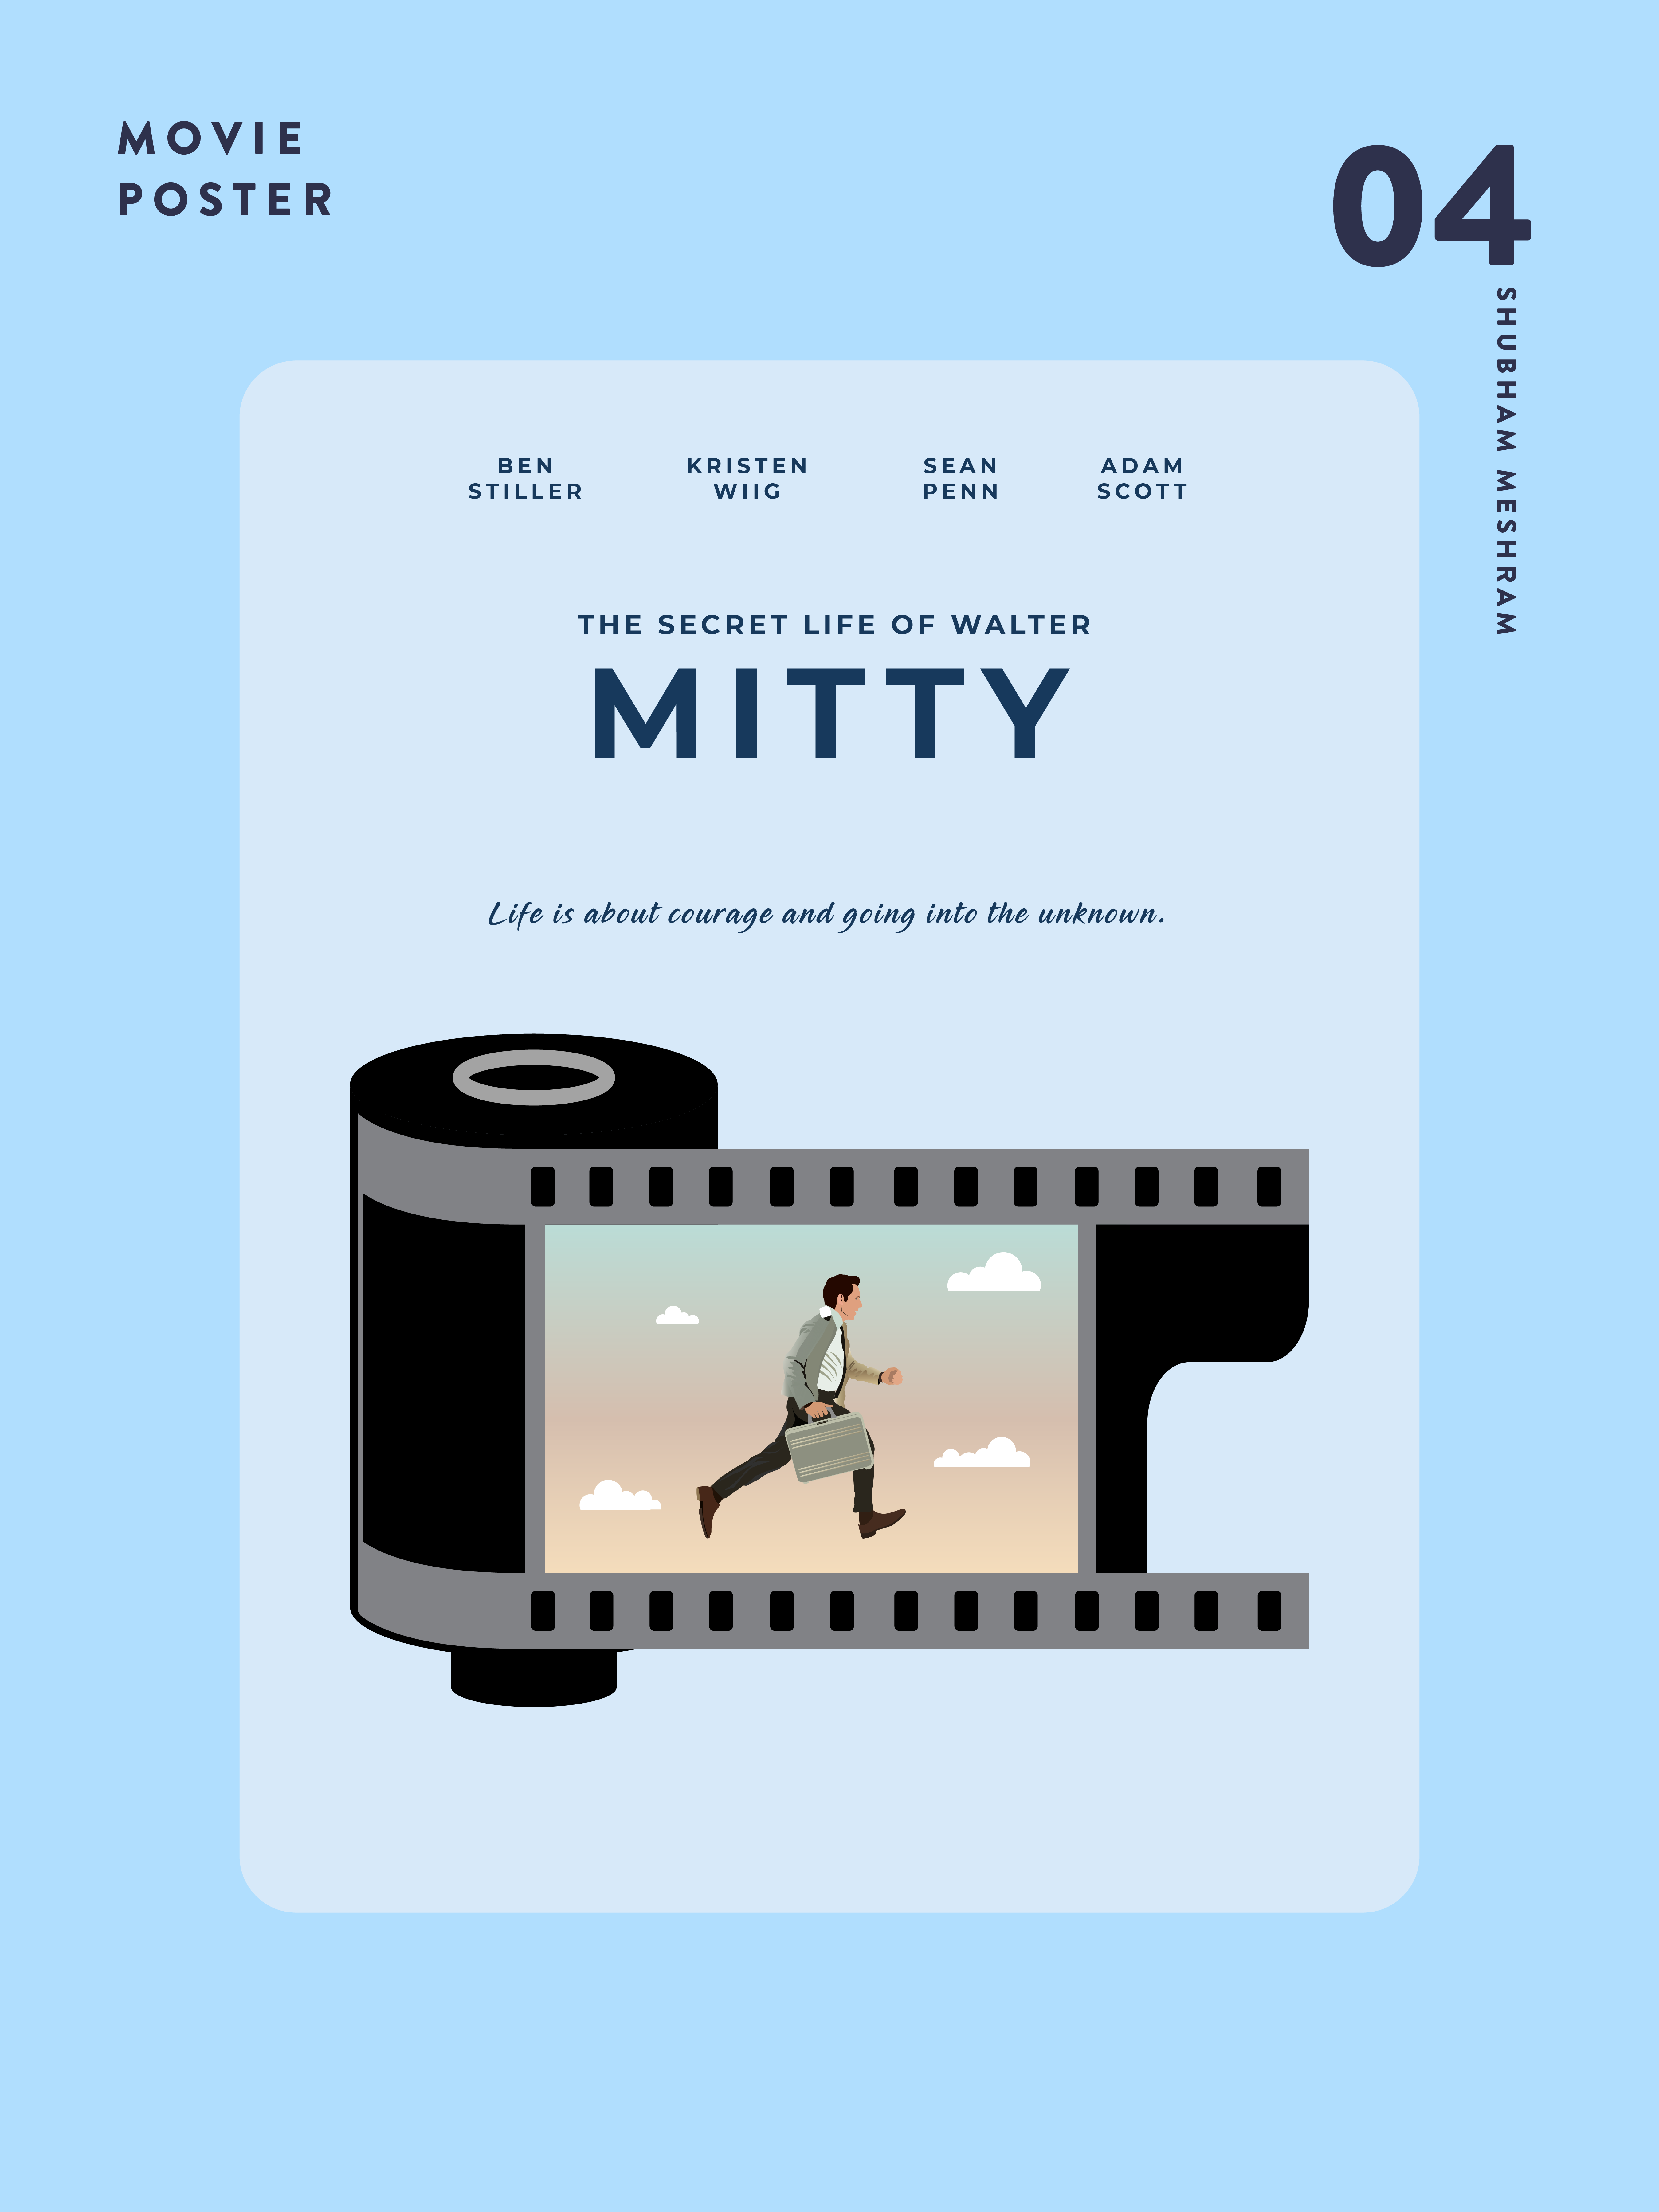 MOVIE
POSTER
04
SHUBHAM MESHRAM
BEN
STILLER
KRISTEN
WIIG
SEAN
PENN
ADAM
SCOTT
THE SECRET LIFE OF WALTER
MITTY
Life is about courage and going into the unknown.